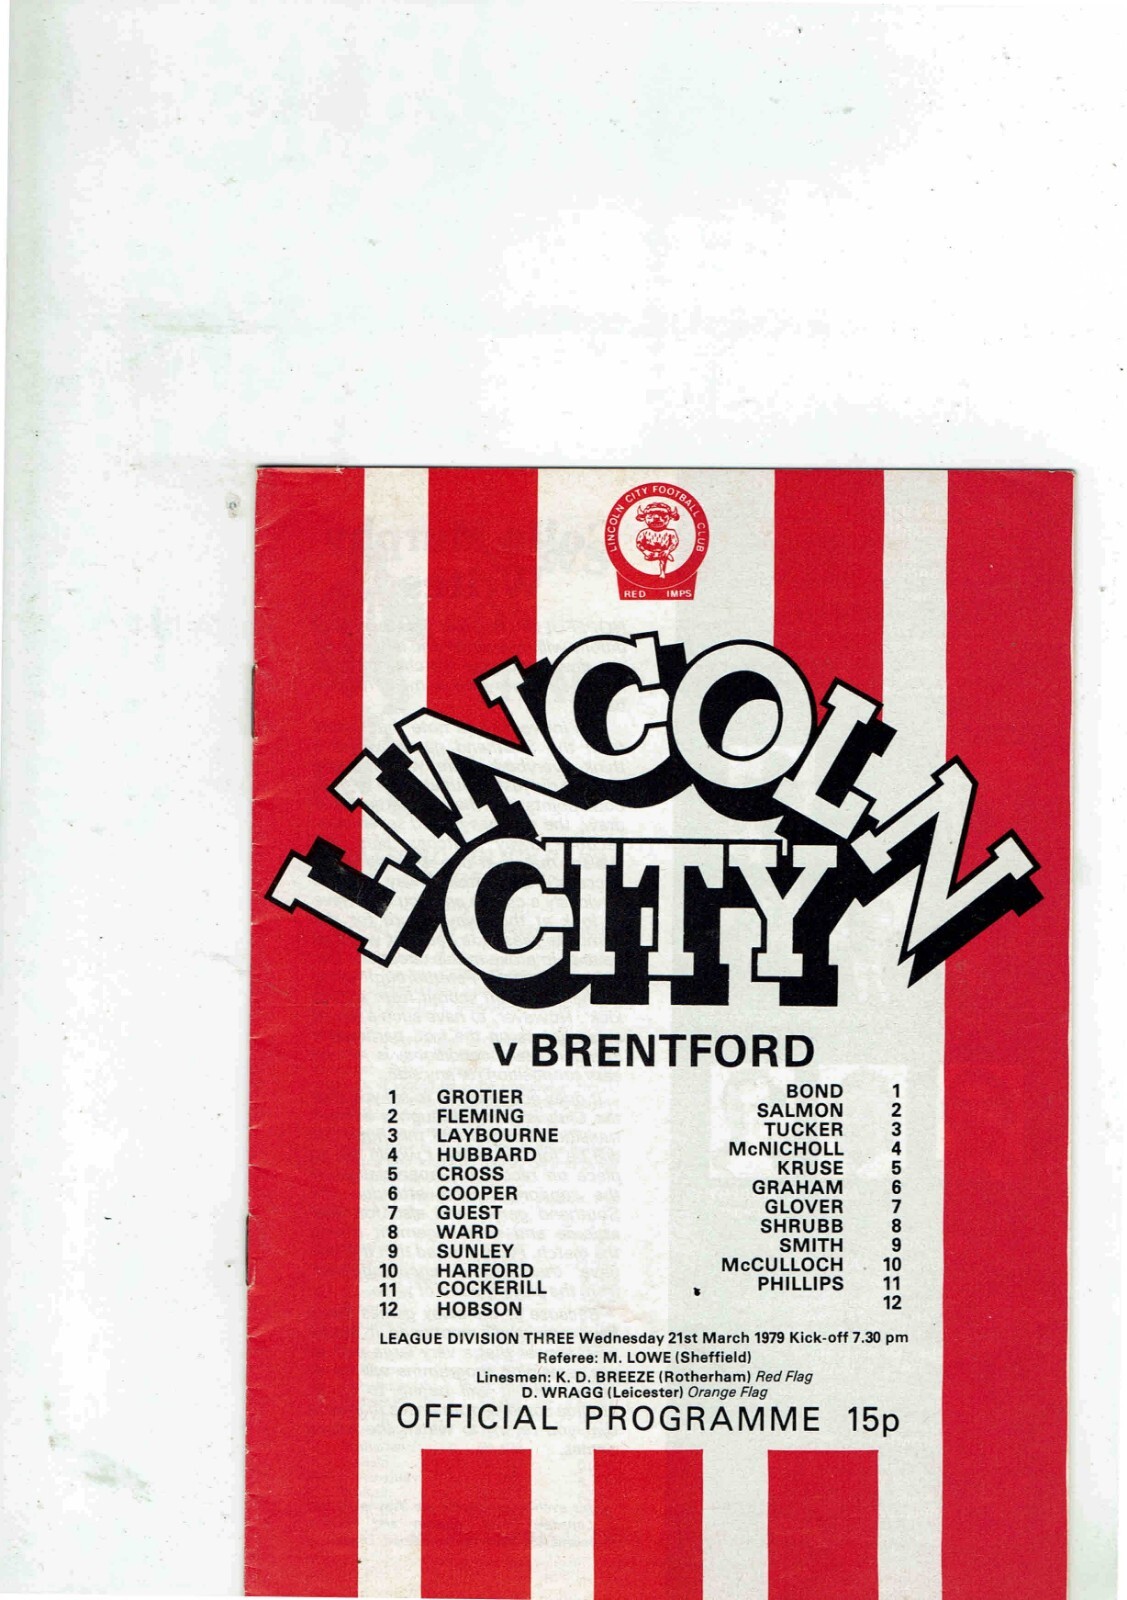 LINCOLN CITY FOOTBALL CLUB
RED IMPS
LINCOLN
CITY
v BRENTFORD
1 GROTIER BOND 1
2 FLEMING SALMON 2
3 LAYBOURNE TUCKER 3
4 HUBBARD McNICHOLL 4
5 CROSS KRUSE 5
6 COOPER GRAHAM 6
7 GUEST GLOVER 7
8 WARD SHRUBB 8
9 SUNLEY SMITH 9
10 HARFORD McCULLOCH 10
11 COCKERILL PHILLIPS 11
12 HOBSON 12
LEAGUE DIVISION THREE Wednesday 21st March 1979 Kick-off 7.30 pm
Referee: M. LOWE (Sheffield)
Linesmen: K. D. BREEZE (Rotherham) Red Flag
D. WRAGG (Leicester) Orange Flag
OFFICIAL PROGRAMME 15p